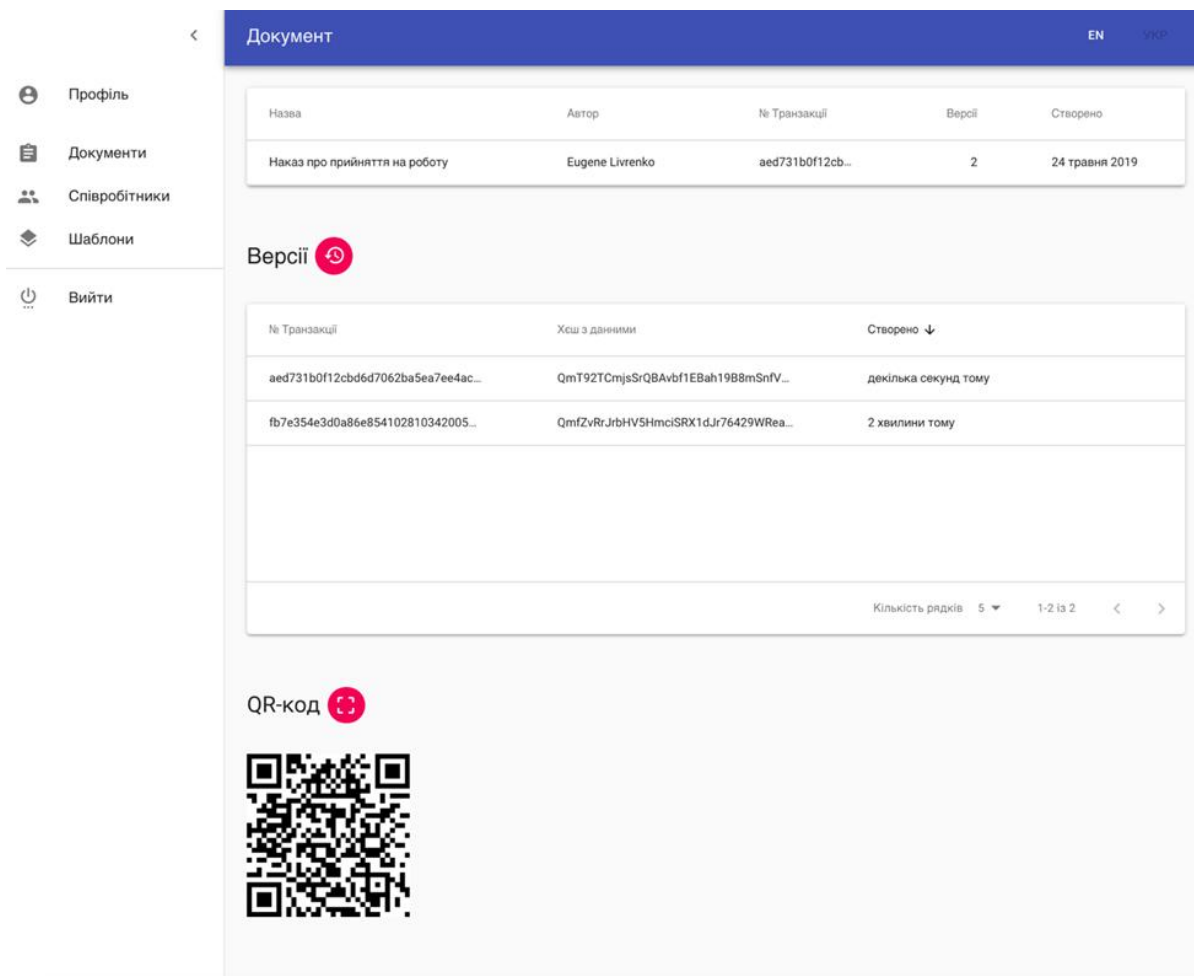 Документ
EN УКР
Профіль
Документи
Співробітники
Шаблони
Вийти
Назва Автор № Транзакції Версії Створено
Наказ про прийняття на роботу Eugene Livrenko aed731b0f12cb... 2 24 травня 2019
Версії
№ Транзакції Хєш з данними Створено
aed731b0f12cbd6d7062ba5ea7ee4ac... QmT92TCmjsSrQBAvbf1EBah19B8mSnfV... декілька секунд тому
fb7e354e3d0a86e854102810342005... QmfZvRrJrbHV5HmciSRX1dJr76429WRea... 2 хвилини тому
Кількість рядків 5 1-2 із 2
QR-код